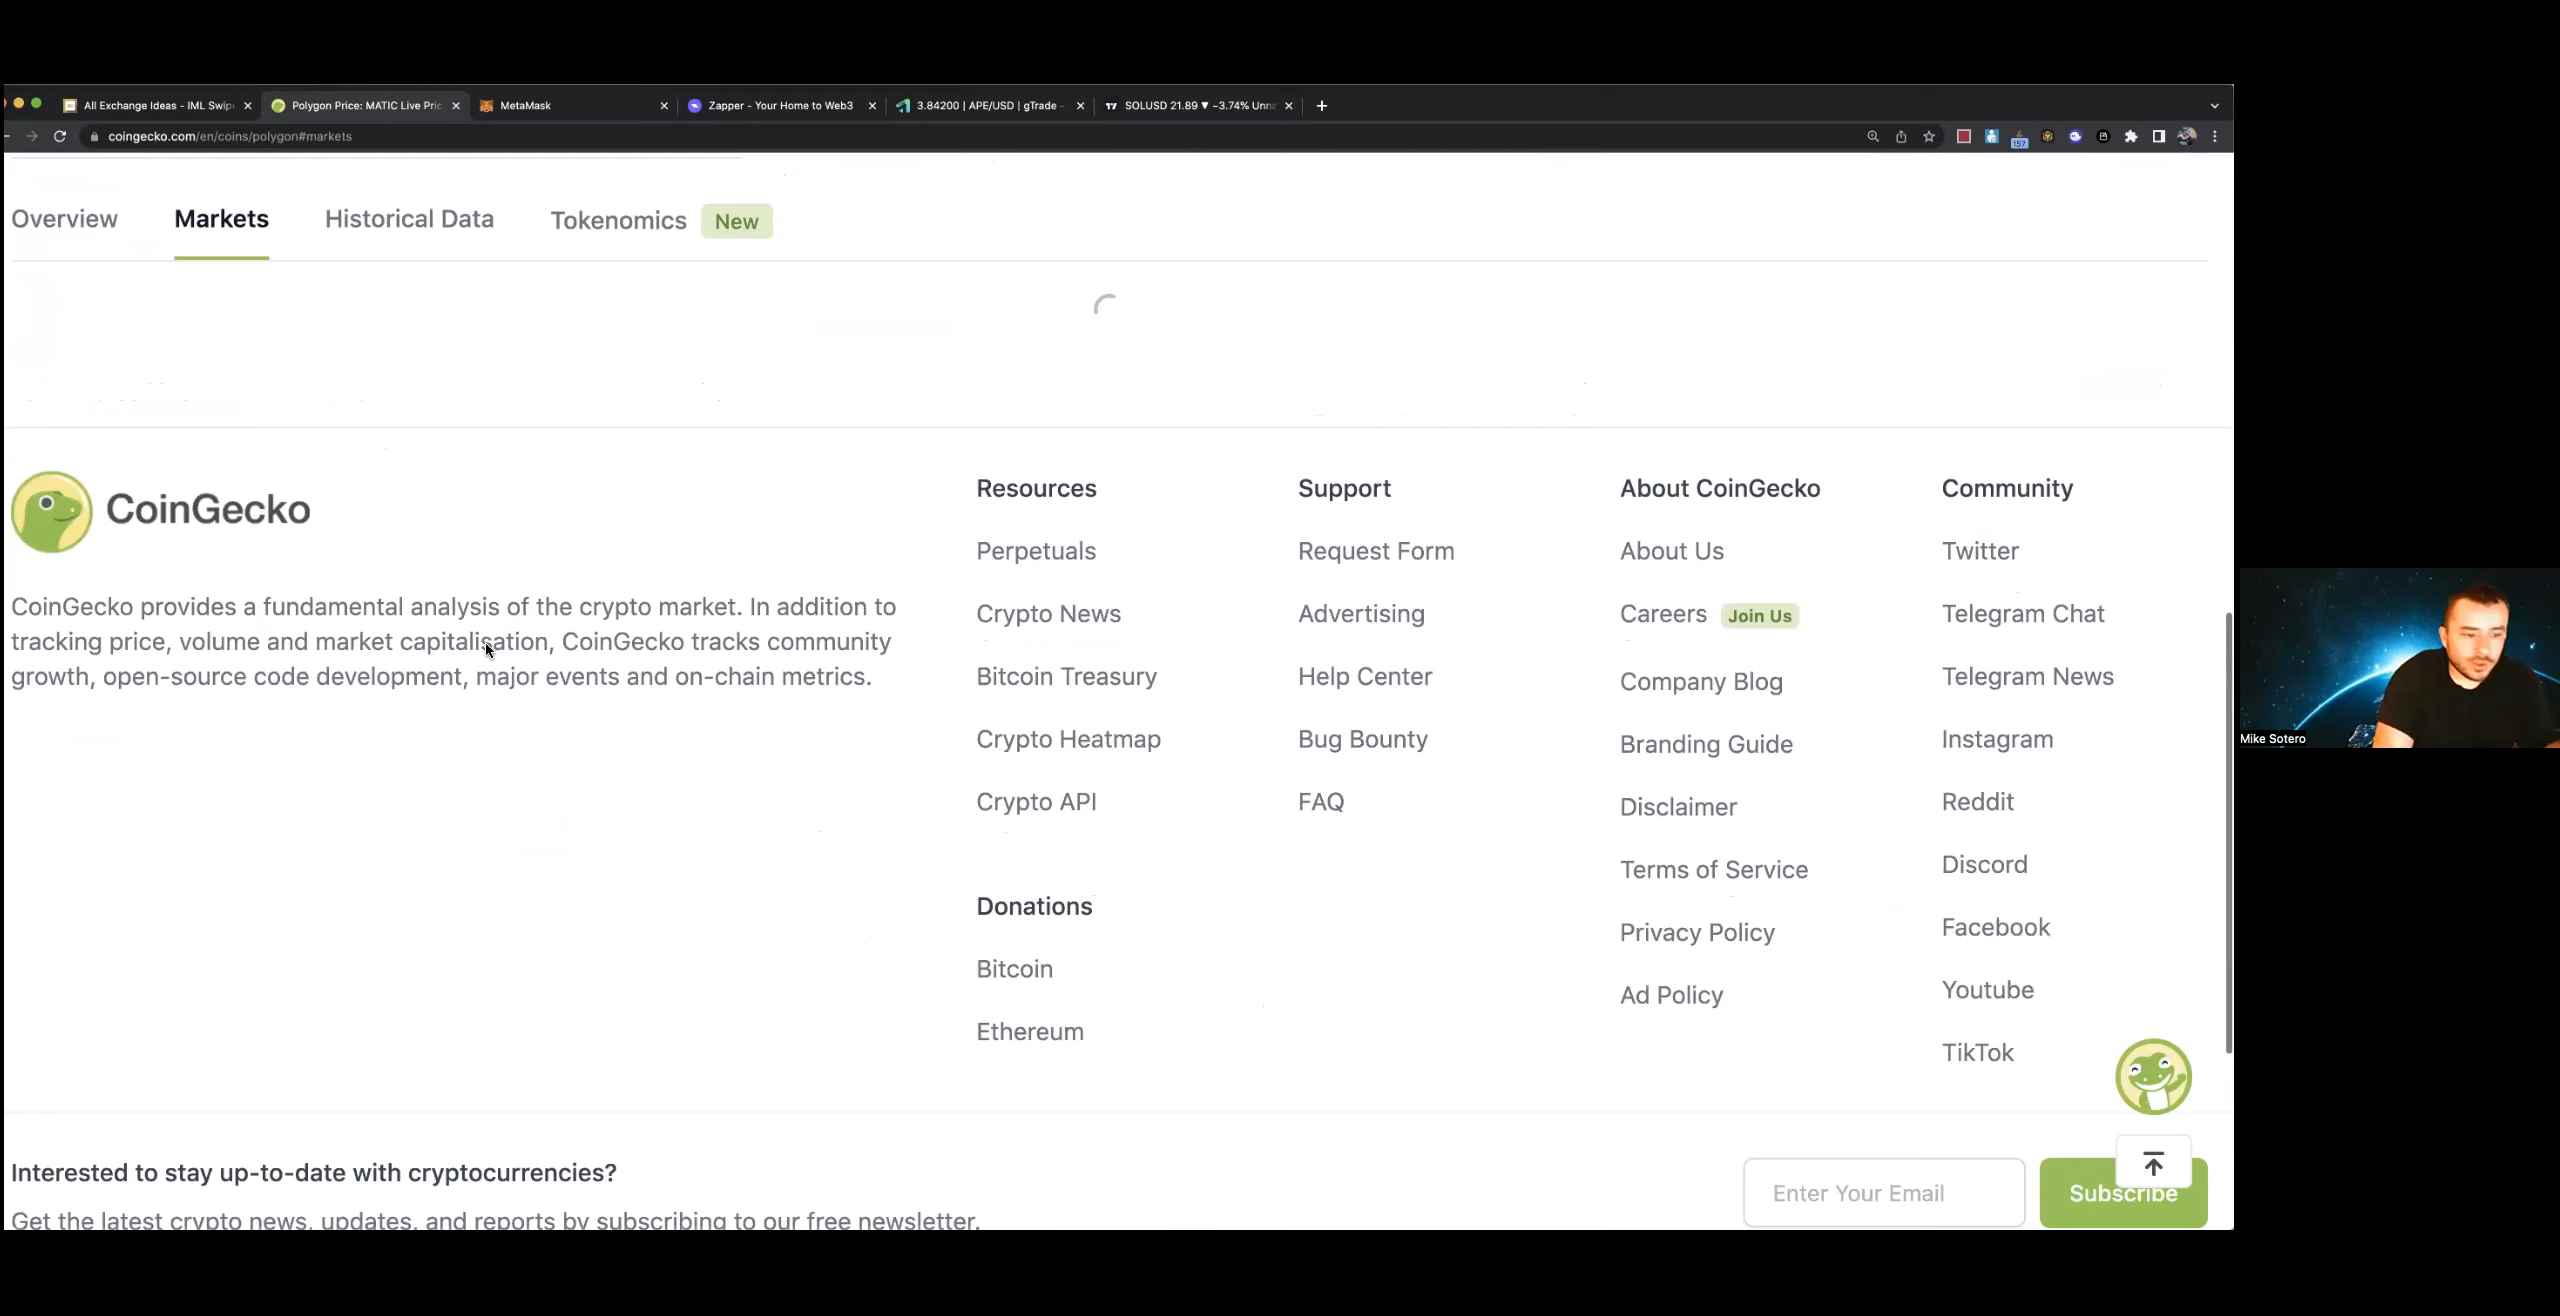 All Exchange Ideas - IML Swip
Polygon Price: MATIC Live Pric
MetaMask
Zapper - Your Home to Web3
3.84200 | APE/USD | gTrade -
SOLUSD 21.89 ▼ −3.74% Unna
coingecko.com/en/coins/polygon#markets
157
Overview
Markets
Historical Data
Tokenomics
New
CoinGecko
CoinGecko provides a fundamental analysis of the crypto market. In addition to
tracking price, volume and market capitalisation, CoinGecko tracks community
growth, open-source code development, major events and on-chain metrics.
Resources
Perpetuals
Crypto News
Bitcoin Treasury
Crypto Heatmap
Crypto API
Donations
Bitcoin
Ethereum
Support
Request Form
Advertising
Help Center
Bug Bounty
FAQ
About CoinGecko
About Us
Careers Join Us
Company Blog
Branding Guide
Disclaimer
Terms of Service
Privacy Policy
Ad Policy
Community
Twitter
Telegram Chat
Telegram News
Instagram
Reddit
Discord
Facebook
Youtube
TikTok
Interested to stay up-to-date with cryptocurrencies?
Get the latest crypto news, updates, and reports by subscribing to our free newsletter.
Enter Your Email
Subscribe
Mike Sotero